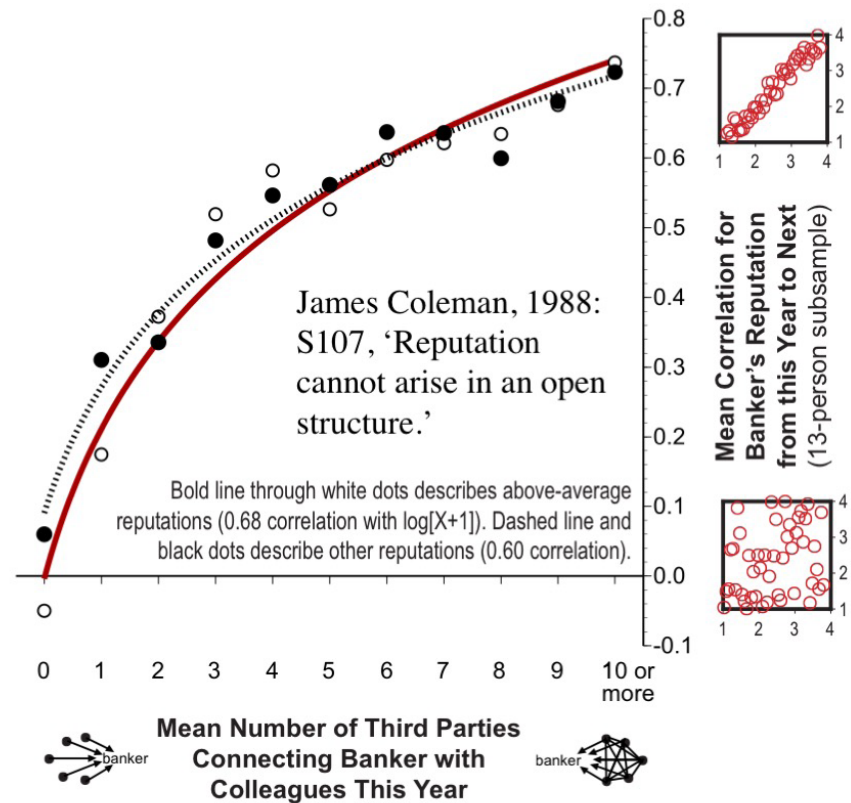 0.8
0.7
0.6
0.5
0.4
0.3
0.2
0.1
0.0
-0.1
James Coleman, 1988:
S107, ‘Reputation
cannot arise in an open
structure.’
Bold line through white dots describes above-average
reputations (0.68 correlation with log[X+1]). Dashed line and
black dots describe other reputations (0.60 correlation).
0 1 2 3 4 5 6 7 8 9 10 or
more
banker
Mean Number of Third Parties
Connecting Banker with
Colleagues This Year
banker
4
3
2
1
1 2 3 4
Mean Correlation for
Banker's Reputation
from this Year to Next
(13-person subsample)
4
3
2
1
1 2 3 4